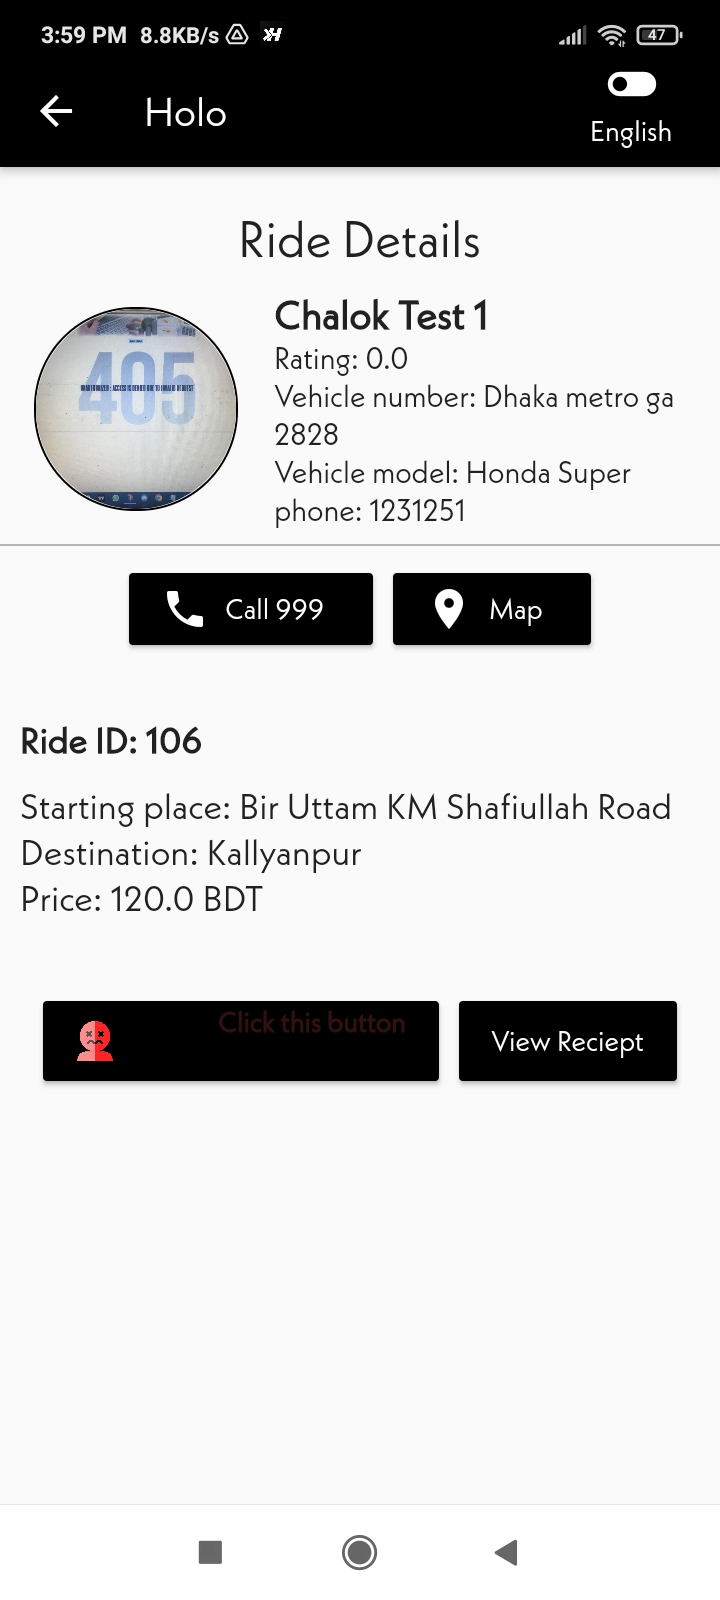 3:59 PM 8.8KB/s 47
Holo
English
Ride Details
405
Chalok Test 1
Rating: 0.0
Vehicle number: Dhaka metro ga
2828
Vehicle model: Honda Super
phone: 1231251
Call 999
Map
Ride ID: 106
Starting place: Bir Uttam KM Shafiullah Road
Destination: Kallyanpur
Price: 120.0 BDT
Click this button
View Reciept